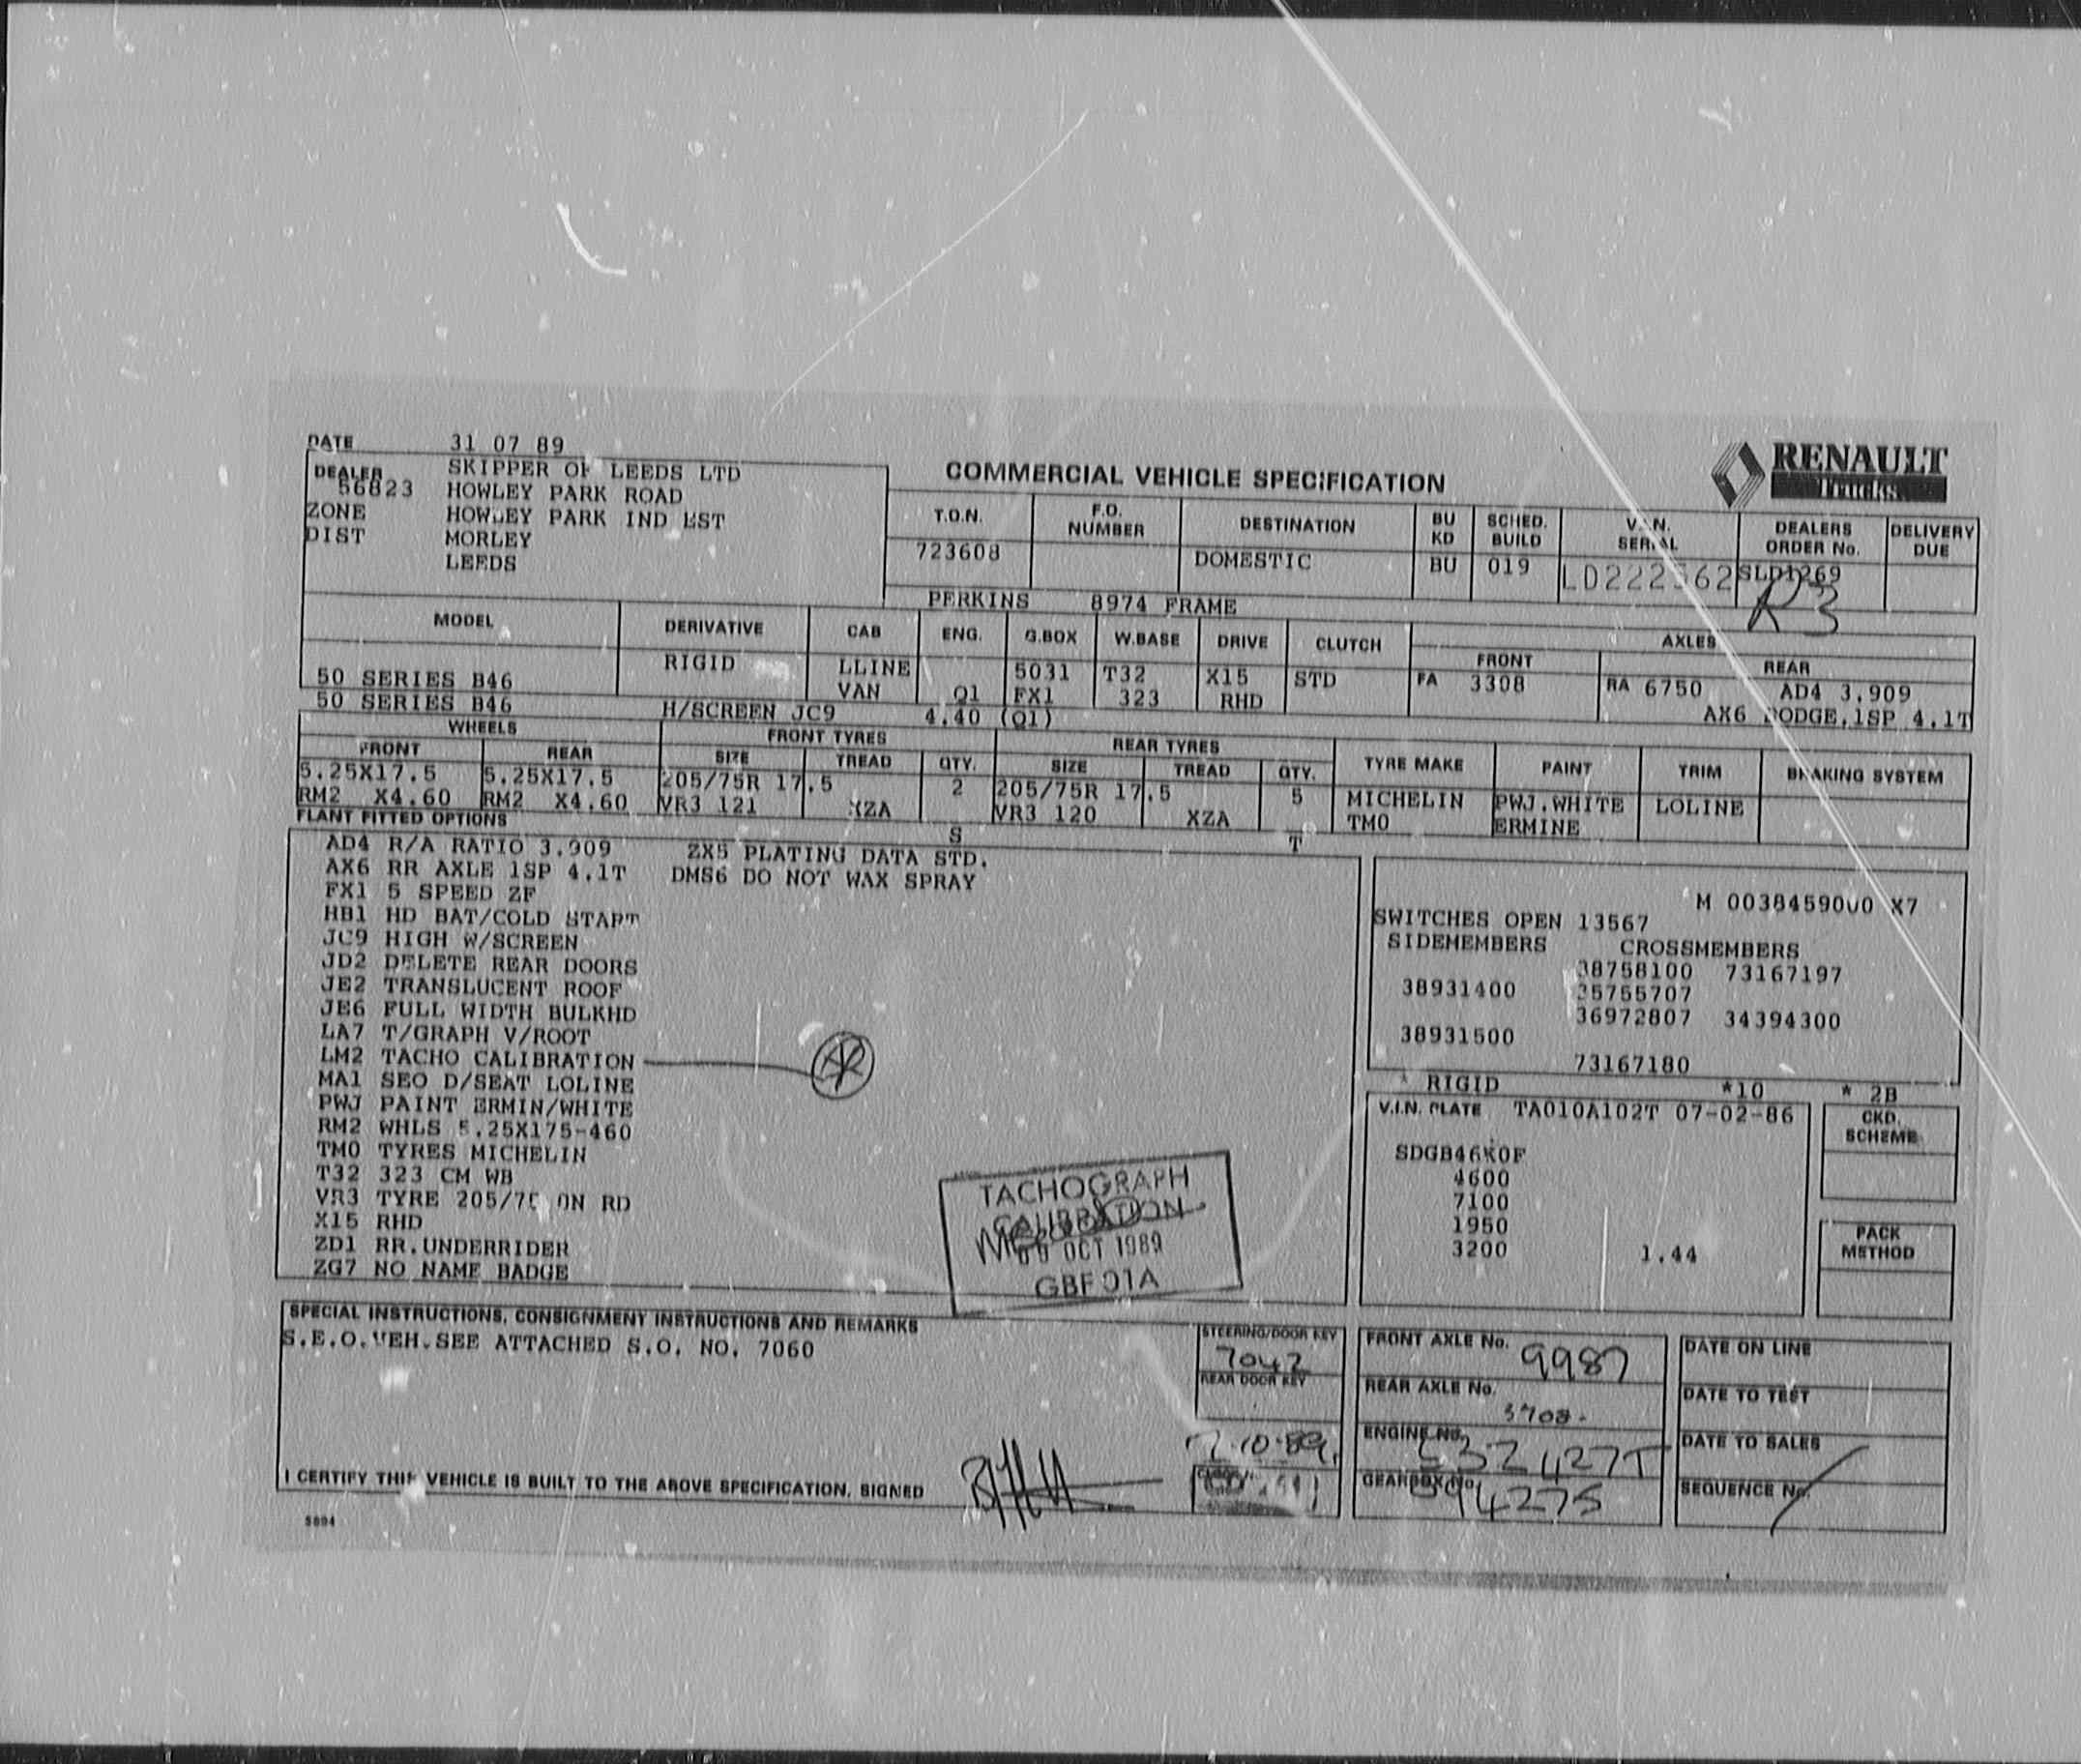 DATE 31 07 89
DEALER SKIPPER OF LEEDS LTD
56823 HOWLEY PARK ROAD
ZONE HOWLEY PARK IND EST
DIST MORLEY
LEEDS
COMMERCIAL VEHICLE SPECIFICATION
RENAULT
Trucks
T.O.N. F.O. NUMBER DESTINATION BU KD SCHED. BUILD V.I.N. SERIAL DEALERS ORDER No. DELIVERY DUE
723608 DOMESTIC BU 019 LD222562 SLD1269
R3
PERKINS 8974 FRAME
MODEL DERIVATIVE CAB ENG. G.BOX W.BASE DRIVE CLUTCH AXLES
FRONT REAR
50 SERIES B46 RIGID LLINE 5031 T32 X15 STD FA 3308 RA 6750 AD4 3.909
50 SERIES B46 VAN Q1 FX1 323 RHD
H/SCREEN JC9 4.40 (Q1) AX6 DODGE,1SP 4.1T
WHEELS FRONT TYRES REAR TYRES
FRONT REAR SIZE TREAD QTY. SIZE TREAD QTY. TYRE MAKE PAINT TRIM BRAKING SYSTEM
5.25X17.5 5.25X17.5 205/75R 17.5 2 205/75R 17.5 5 MICHELIN PWJ.WHITE LOLINE
RM2 X4.60 RM2 X4.60 VR3 121 XZA VR3 120 XZA TMO ERMINE
PLANT FITTED OPTIONS S T
AD4 R/A RATIO 3.909 ZX5 PLATING DATA STD.
AX6 RR AXLE 1SP 4.1T DMS6 DO NOT WAX SPRAY
FX1 5 SPEED ZF
HB1 HD BAT/COLD START
JC9 HIGH W/SCREEN
JD2 DELETE REAR DOORS
JE2 TRANSLUCENT ROOF
JE6 FULL WIDTH BULKHD
LA7 T/GRAPH V/ROOT
LM2 TACHO CALIBRATION
MA1 SEO D/SEAT LOLINE
PWJ PAINT ERMIN/WHITE
RM2 WHLS 5.25X175-460
TMO TYRES MICHELIN
T32 323 CM WB
VR3 TYRE 205/75 ON RD
X15 RHD
ZD1 RR.UNDERRIDER
ZG7 NO NAME BADGE
TACHOGRAPH
CALIBRATION
OCT 1989
GBF 01A
M 0038459000 X7
SWITCHES OPEN 13567
SIDEMEMBERS CROSSMEMBERS
38758100 73167197
38931400 35755707
36972807 34394300
38931500
73167180
* RIGID *10 * 2B
V.I.N. PLATE TA010A102T 07-02-86
SDGB46K0F
4600
7100
1950
3200 1.44
CKD. SCHEME
PACK METHOD
SPECIAL INSTRUCTIONS, CONSIGNMENT INSTRUCTIONS AND REMARKS
S.E.O.VEH.SEE ATTACHED S.O. NO. 7060
STEERING/DOOR KEY
7042
REAR DOOR KEY
FRONT AXLE No. 9987
REAR AXLE No.
3708.
ENGINE No.
GEARBOX No.
DATE ON LINE
DATE TO TEST
DATE TO SALES
SEQUENCE No.
I CERTIFY THIS VEHICLE IS BUILT TO THE ABOVE SPECIFICATION, SIGNED
5894